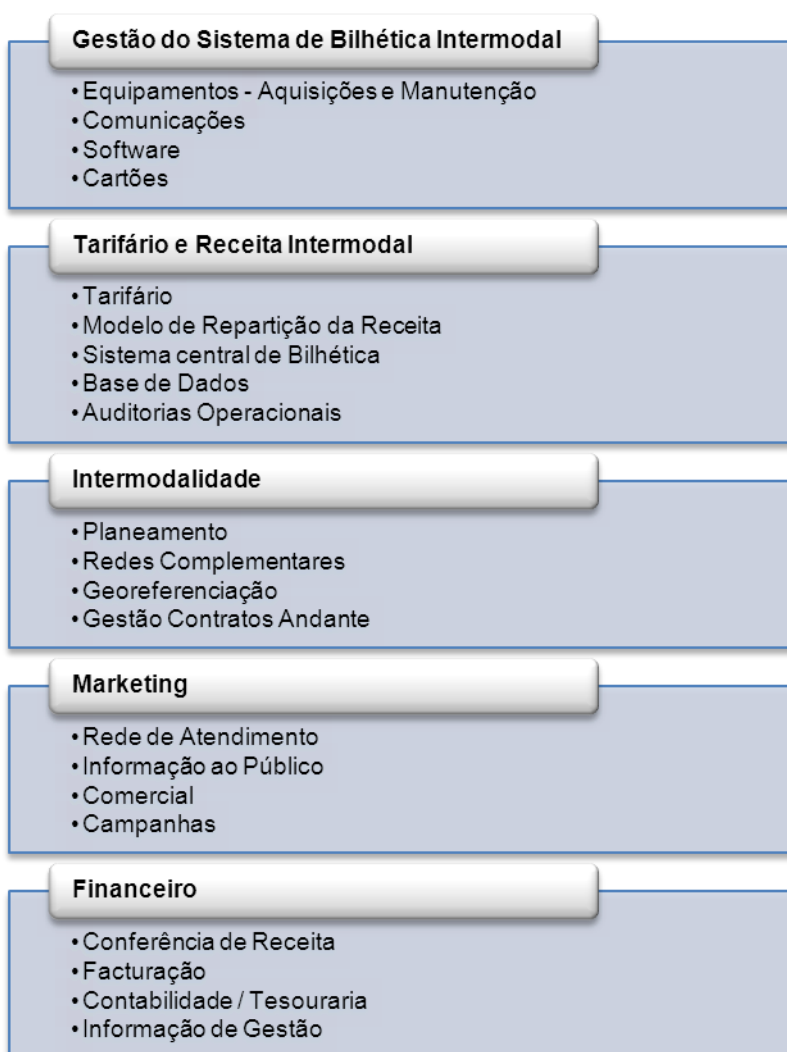 Gestão do Sistema de Bilhética Intermodal
•Equipamentos - Aquisições e Manutenção
•Comunicações
•Software
•Cartões
Tarifário e Receita Intermodal
•Tarifário
•Modelo de Repartição da Receita
•Sistema central de Bilhética
•Base de Dados
•Auditorias Operacionais
Intermodalidade
•Planeamento
•Redes Complementares
•Georeferenciação
•Gestão Contratos Andante
Marketing
•Rede de Atendimento
•Informação ao Público
•Comercial
•Campanhas
Financeiro
•Conferência de Receita
•Facturação
•Contabilidade / Tesouraria
•Informação de Gestão